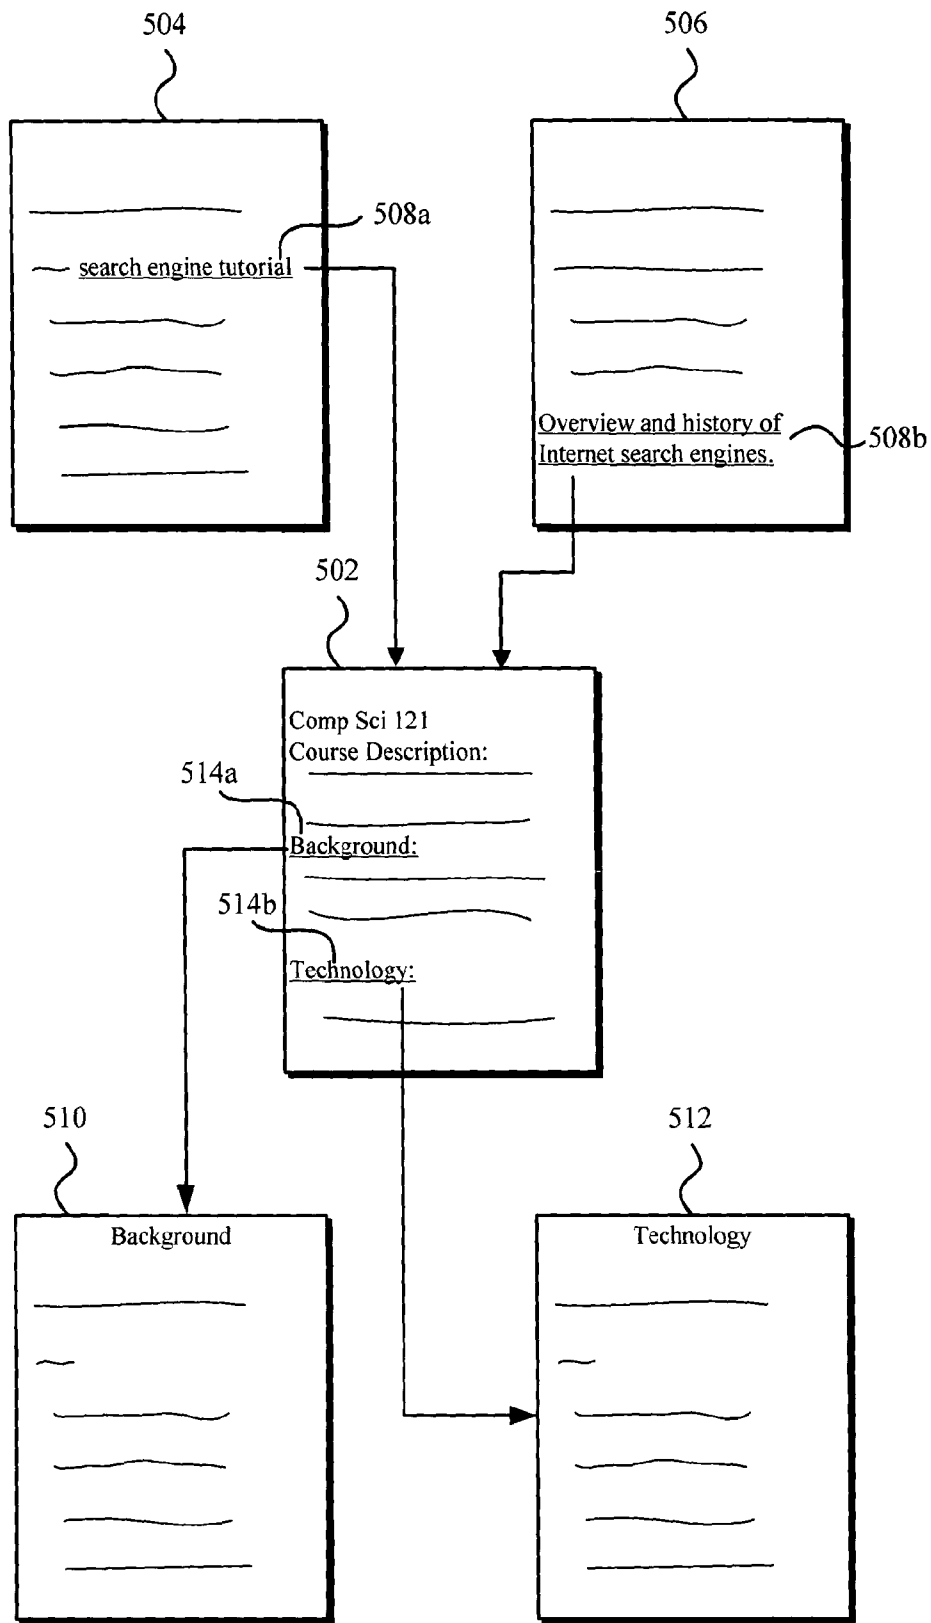 504
506
508a
search engine tutorial
Overview and history of
Internet search engines.
508b
502
Comp Sci 121
Course Description:
514a
Background:
514b
Technology:
510
512
Background
Technology